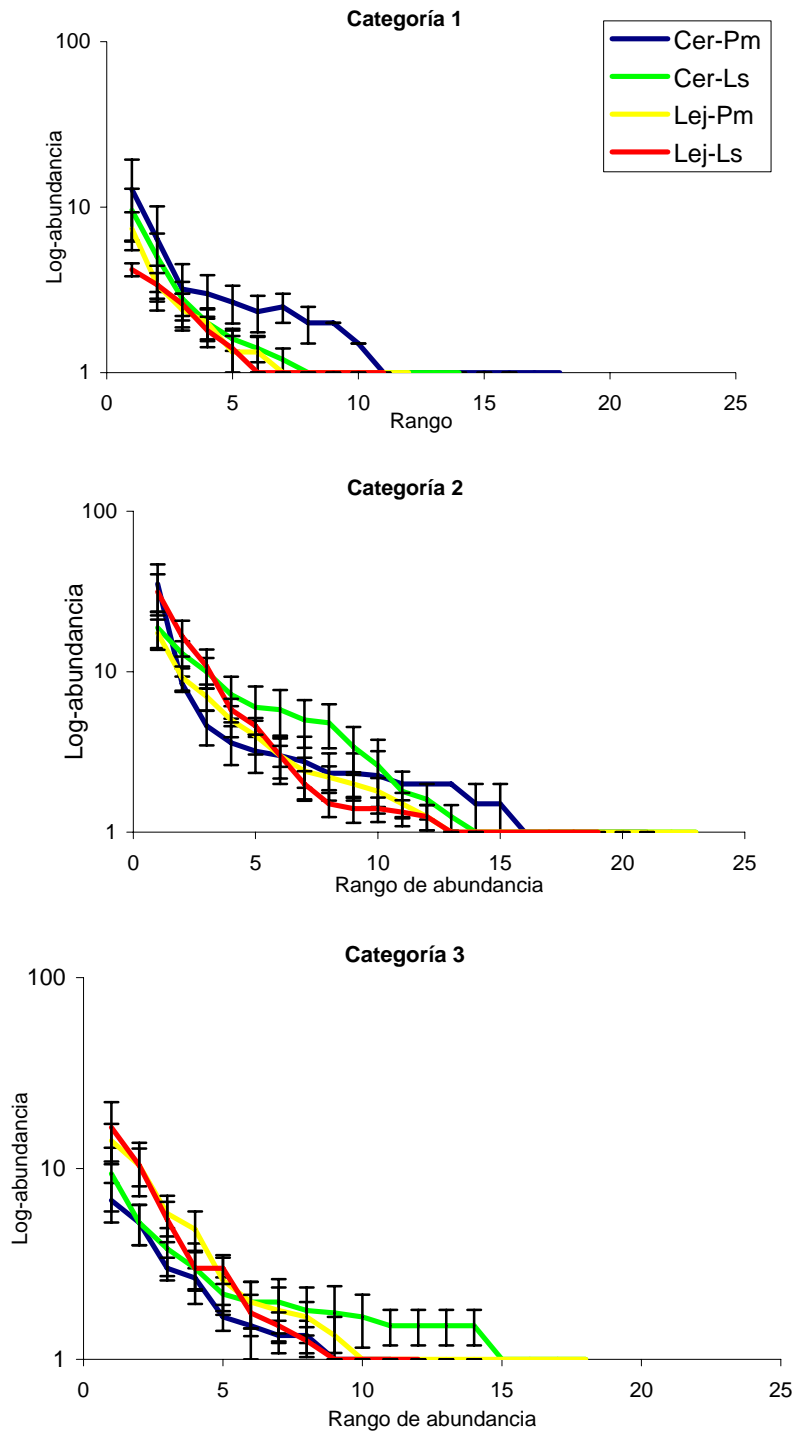 Categoría 1
Cer-Pm
Cer-Ls
Lej-Pm
Lej-Ls
100
10
1
Log-abundancia
0 5 10 15 20 25
Rango
Categoría 2
100
10
1
Log-abundancia
0 5 10 15 20 25
Rango de abundancia
Categoría 3
100
10
1
Log-abundancia
0 5 10 15 20 25
Rango de abundancia